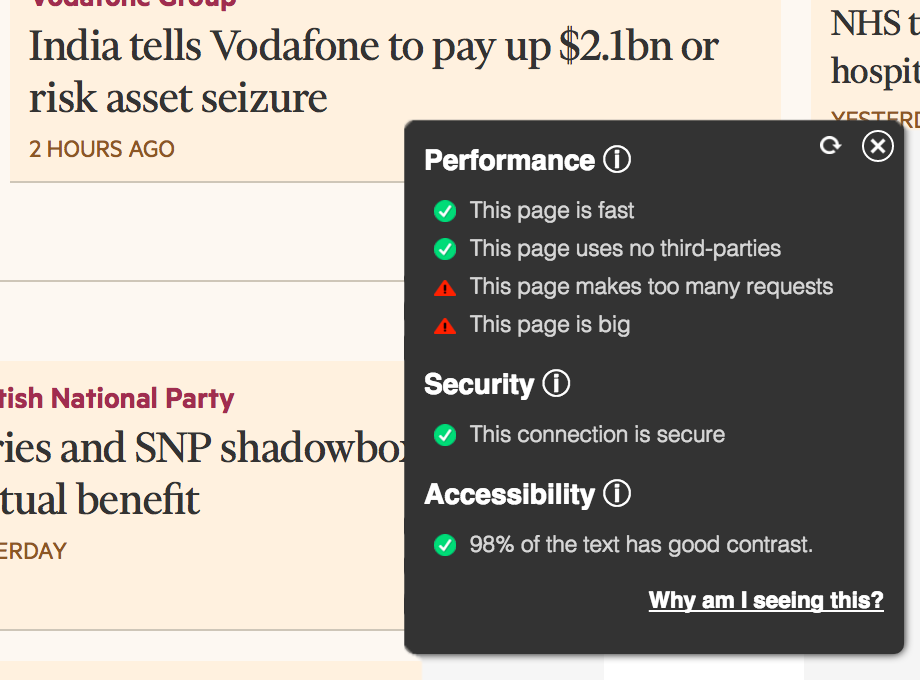 Vodafone Group
India tells Vodafone to pay up $2.1bn or
risk asset seizure
2 HOURS AGO
NHS t
hospit
YESTERD
Performance
This page is fast
This page uses no third-parties
This page makes too many requests
This page is big
Security
This connection is secure
Accessibility
98% of the text has good contrast.
Why am I seeing this?
tish National Party
ries and SNP shadowbox
tual benefit
ERDAY